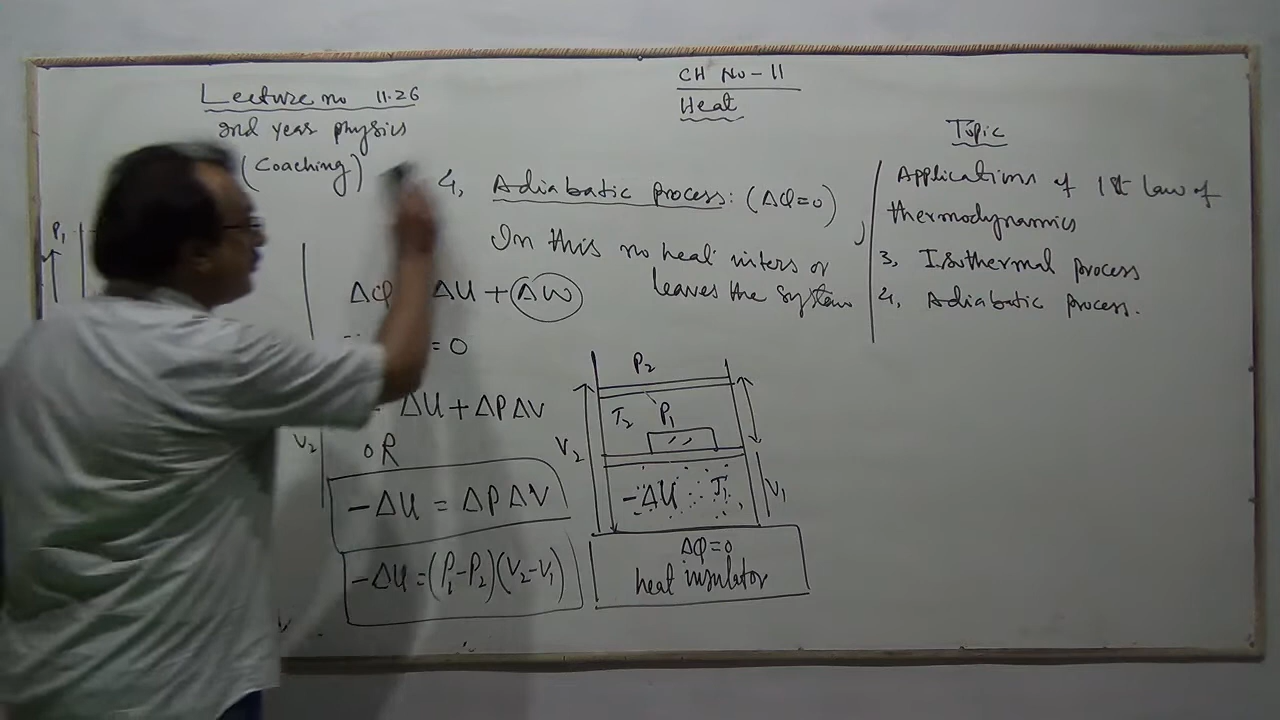 CH No - 11
Heat
Lecture no 11.26
2nd year physics
(Coaching)
4, Adiabatic process: (ΔQ=0)
In this no heat inters or
leaves the system
ΔQ ΔU + ΔW
= 0
ΔU + ΔPΔV
OR
-ΔU = ΔPΔV
-ΔU = (P1-P2)(V2-V1)
P1
V2
P2
T2
P1
V2
-ΔU T1
V1
ΔQ=0
heat insulator
Topic
Applications of 1st law of
thermodynamics
3, Isothermal process
4, Adiabatic process.